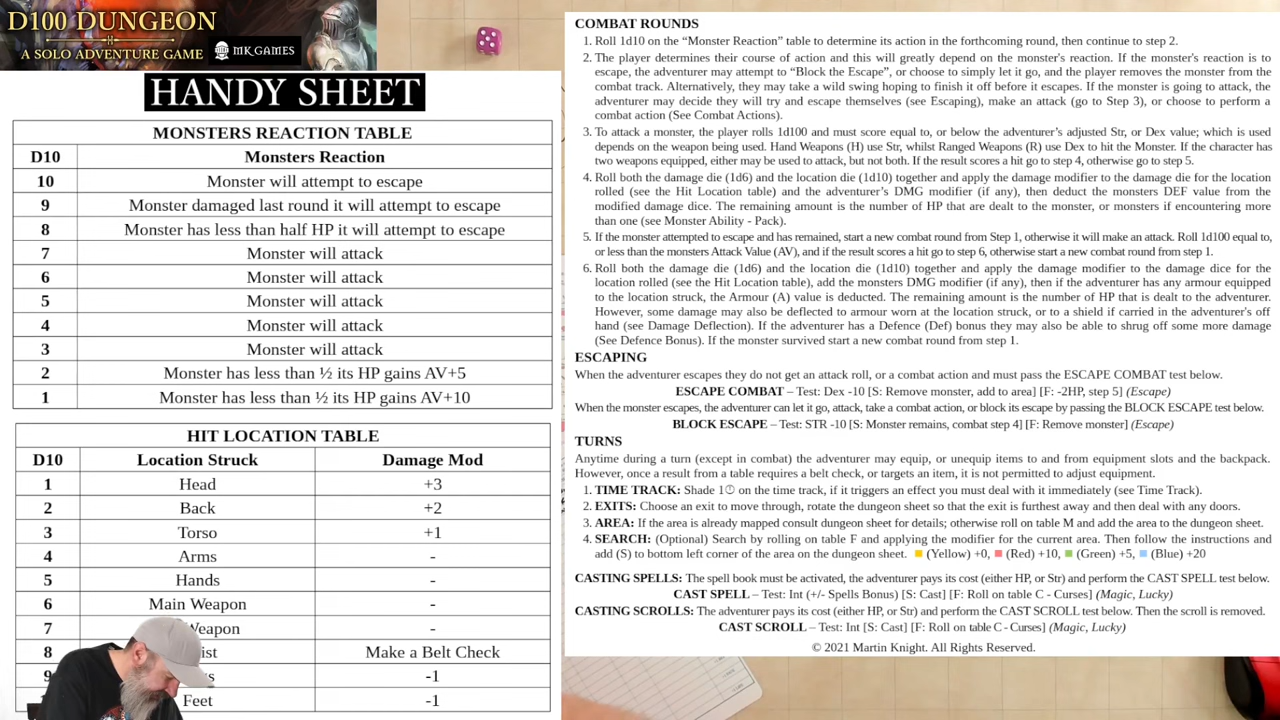 D100 DUNGEON
A SOLO ADVENTURE GAME
MK GAMES
HANDY SHEET
MONSTERS REACTION TABLE
D10 Monsters Reaction
10 Monster will attempt to escape
9 Monster damaged last round it will attempt to escape
8 Monster has less than half HP it will attempt to escape
7 Monster will attack
6 Monster will attack
5 Monster will attack
4 Monster will attack
3 Monster will attack
2 Monster has less than ½ its HP gains AV+5
1 Monster has less than ½ its HP gains AV+10
HIT LOCATION TABLE
D10 Location Struck Damage Mod
1 Head +3
2 Back +2
3 Torso +1
4 Arms -
5 Hands -
6 Main Weapon -
7 Weapon -
8 Make a Belt Check
-1
Feet -1
COMBAT ROUNDS
1. Roll 1d10 on the “Monster Reaction” table to determine its action in the forthcoming round, then continue to step 2.
2. The player determines their course of action and this will greatly depend on the monster's reaction. If the monster's reaction is to
escape, the adventurer may attempt to “Block the Escape”, or choose to simply let it go, and the player removes the monster from the
combat track. Alternatively, they may take a wild swing hoping to finish it off before it escapes. If the monster is going to attack, the
adventurer may decide they will try and escape themselves (see Escaping), make an attack (go to Step 3), or choose to perform a
combat action (See Combat Actions).
3. To attack a monster, the player rolls 1d100 and must score equal to, or below the adventurer’s adjusted Str, or Dex value; which is used
depends on the weapon being used. Hand Weapons (H) use Str, whilst Ranged Weapons (R) use Dex to hit the Monster. If the character has
two weapons equipped, either may be used to attack, but not both. If the result scores a hit go to step 4, otherwise go to step 5.
4. Roll both the damage die (1d6) and the location die (1d10) together and apply the damage modifier to the damage die for the location
rolled (see the Hit Location table) and the adventurer’s DMG modifier (if any), then deduct the monsters DEF value from the
modified damage dice. The remaining amount is the number of HP that are dealt to the monster, or monsters if encountering more
than one (see Monster Ability - Pack).
5. If the monster attempted to escape and has remained, start a new combat round from Step 1, otherwise it will make an attack. Roll 1d100 equal to,
or less than the monsters Attack Value (AV), and if the result scores a hit go to step 6, otherwise start a new combat round from step 1.
6. Roll both the damage die (1d6) and the location die (1d10) together and apply the damage modifier to the damage dice for the
location rolled (see the Hit Location table), add the monsters DMG modifier (if any), then if the adventurer has any armour equipped
to the location struck, the Armour (A) value is deducted. The remaining amount is the number of HP that is dealt to the adventurer.
However, some damage may also be deflected to armour worn at the location struck, or to a shield if carried in the adventurer's off
hand (see Damage Deflection). If the adventurer has a Defence (Def) bonus they may also be able to shrug off some more damage
(See Defence Bonus). If the monster survived start a new combat round from step 1.
ESCAPING
When the adventurer escapes they do not get an attack roll, or a combat action and must pass the ESCAPE COMBAT test below.
ESCAPE COMBAT – Test: Dex -10 [S: Remove monster, add to area] [F: -2HP, step 5] (Escape)
When the monster escapes, the adventurer can let it go, attack, take a combat action, or block its escape by passing the BLOCK ESCAPE test below.
BLOCK ESCAPE – Test: STR -10 [S: Monster remains, combat step 4] [F: Remove monster] (Escape)
TURNS
Anytime during a turn (except in combat) the adventurer may equip, or unequip items to and from equipment slots and the backpack.
However, once a result from a table requires a belt check, or targets an item, it is not permitted to adjust equipment.
1. TIME TRACK: Shade 1 on the time track, if it triggers an effect you must deal with it immediately (see Time Track).
2. EXITS: Choose an exit to move through, rotate the dungeon sheet so that the exit is furthest away and then deal with any doors.
3. AREA: If the area is already mapped consult dungeon sheet for details; otherwise roll on table M and add the area to the dungeon sheet.
4. SEARCH: (Optional) Search by rolling on table F and applying the modifier for the current area. Then follow the instructions and
add (S) to bottom left corner of the area on the dungeon sheet. (Yellow) +0, (Red) +10, (Green) +5, (Blue) +20
CASTING SPELLS: The spell book must be activated, the adventurer pays its cost (either HP, or Str) and perform the CAST SPELL test below.
CAST SPELL – Test: Int (+/- Spells Bonus) [S: Cast] [F: Roll on table C - Curses] (Magic, Lucky)
CASTING SCROLLS: The adventurer pays its cost (either HP, or Str) and perform the CAST SCROLL test below. Then the scroll is removed.
CAST SCROLL – Test: Int [S: Cast] [F: Roll on table C - Curses] (Magic, Lucky)
© 2021 Martin Knight. All Rights Reserved.